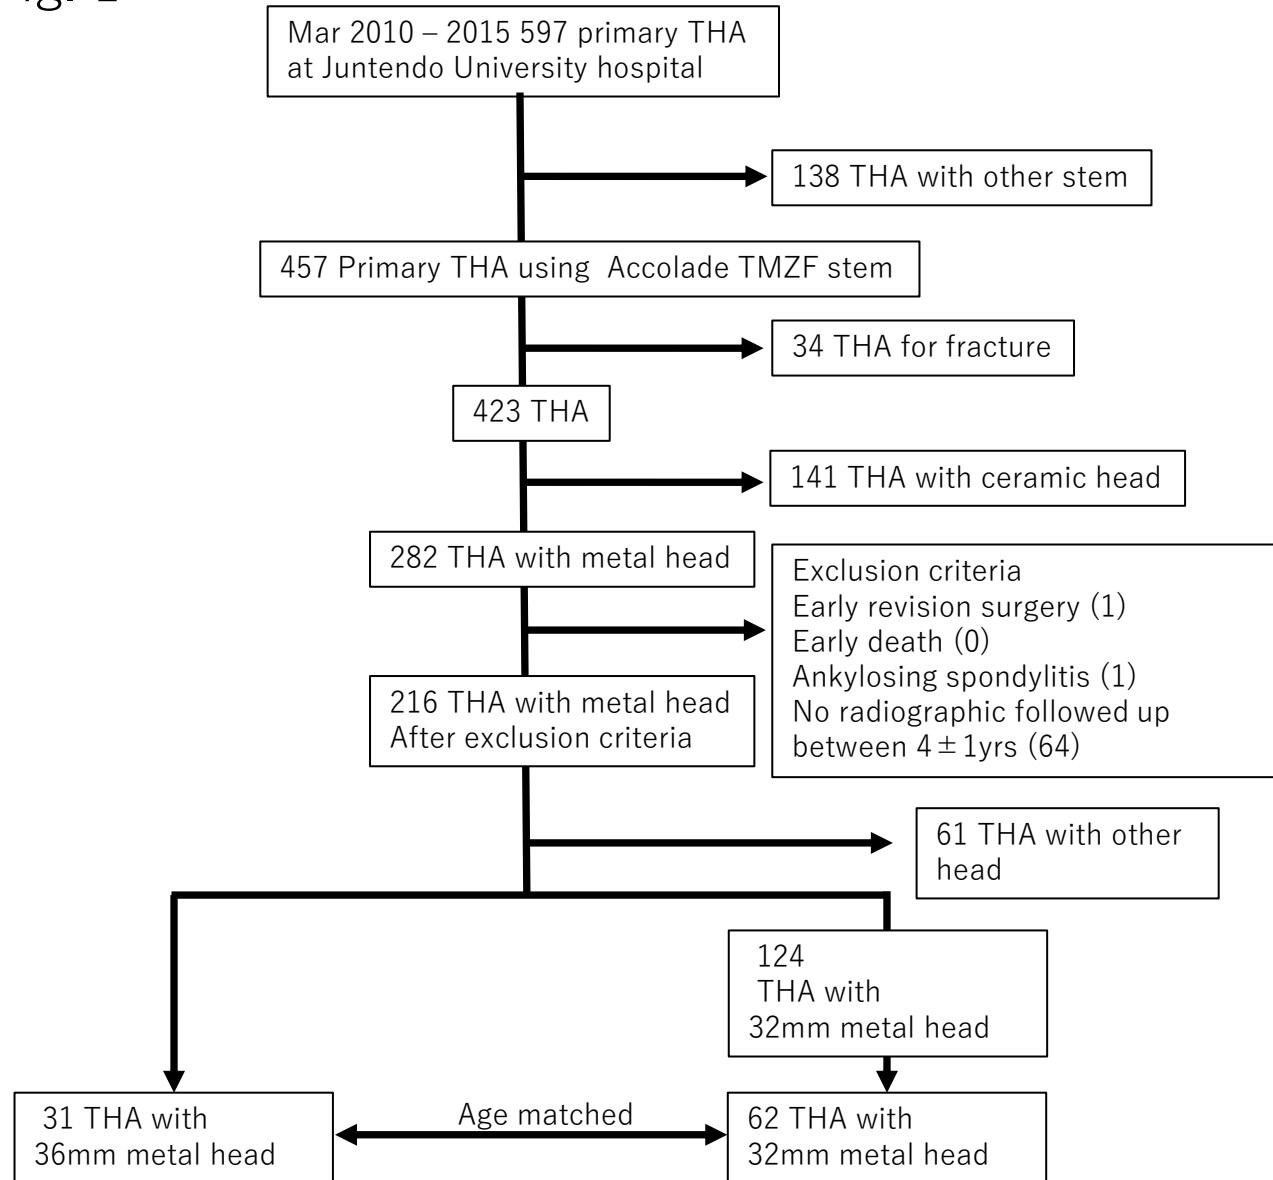 Mar 2010 – 2015 597 primary THA
at Juntendo University hospital
138 THA with other stem
457 Primary THA using Accolade TMZF stem
34 THA for fracture
423 THA
141 THA with ceramic head
282 THA with metal head
Exclusion criteria
Early revision surgery (1)
Early death (0)
Ankylosing spondylitis (1)
No radiographic followed up
between 4±1yrs (64)
216 THA with metal head
After exclusion criteria
61 THA with other
head
124
THA with
32mm metal head
31 THA with
36mm metal head
Age matched
62 THA with
32mm metal head